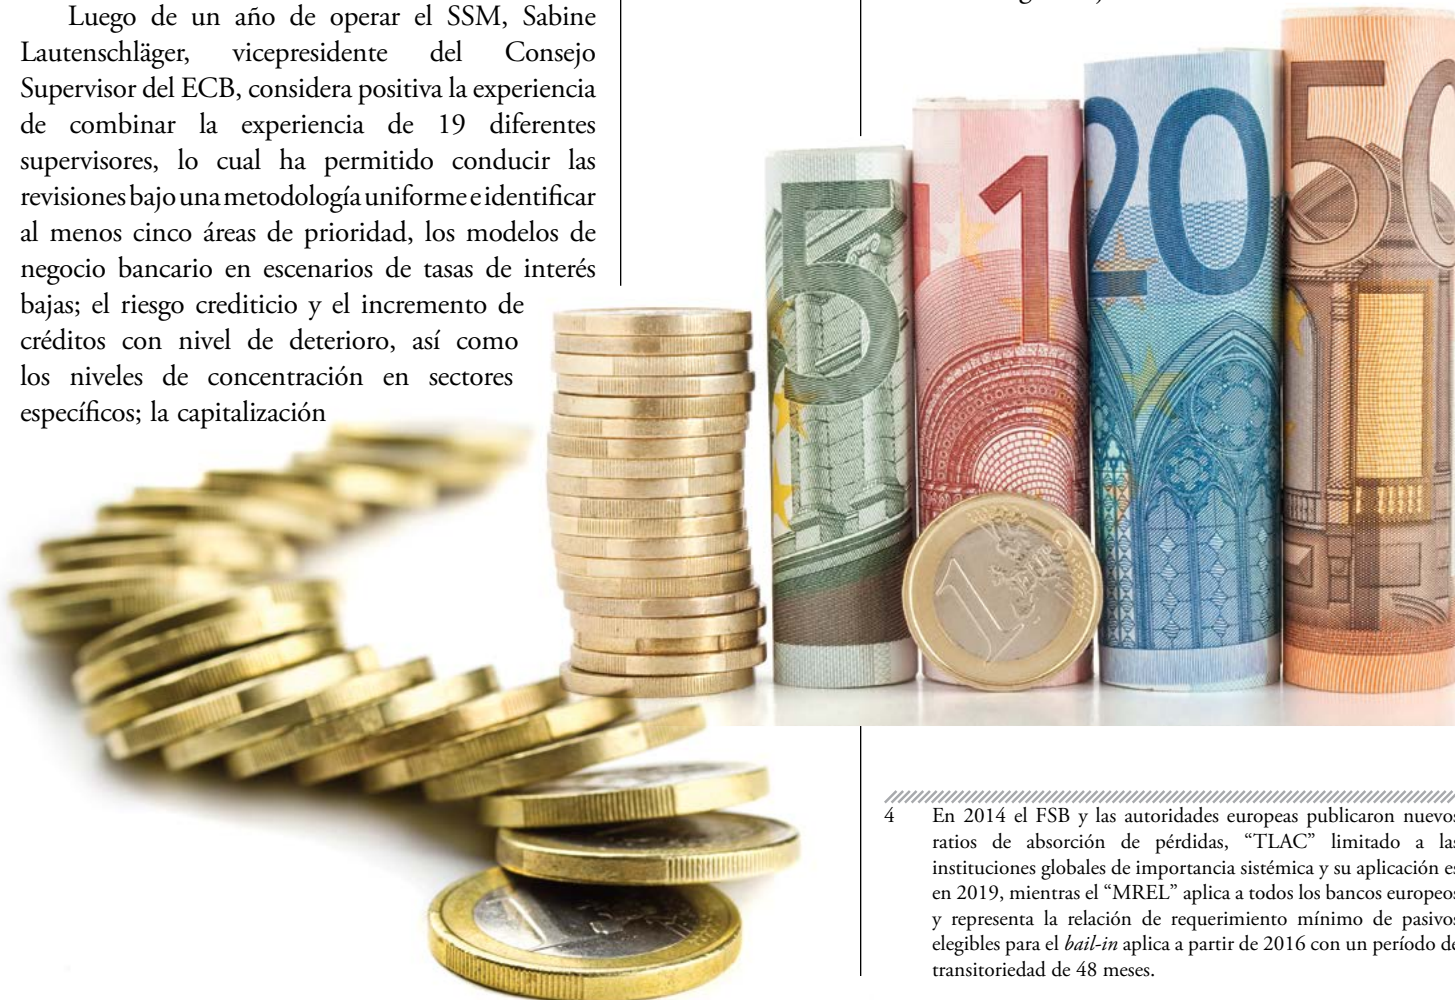 Luego de un año de operar el SSM, Sabine
Lautenschläger, vicepresidente del Consejo
Supervisor del ECB, considera positiva la experiencia
de combinar la experiencia de 19 diferentes
supervisores, lo cual ha permitido conducir las
revisiones bajo una metodología uniforme e identificar
al menos cinco áreas de prioridad, los modelos de
negocio bancario en escenarios de tasas de interés
bajas; el riesgo crediticio y el incremento de
créditos con nivel de deterioro, así como
los niveles de concentración en sectores
específicos; la capitalización
5
1
20
50
1
4 En 2014 el FSB y las autoridades europeas publicaron nuevos
ratios de absorción de pérdidas, “TLAC” limitado a las
instituciones globales de importancia sistémica y su aplicación es
en 2019, mientras el “MREL” aplica a todos los bancos europeos
y representa la relación de requerimiento mínimo de pasivos
elegibles para el bail-in aplica a partir de 2016 con un período de
transitoriedad de 48 meses.